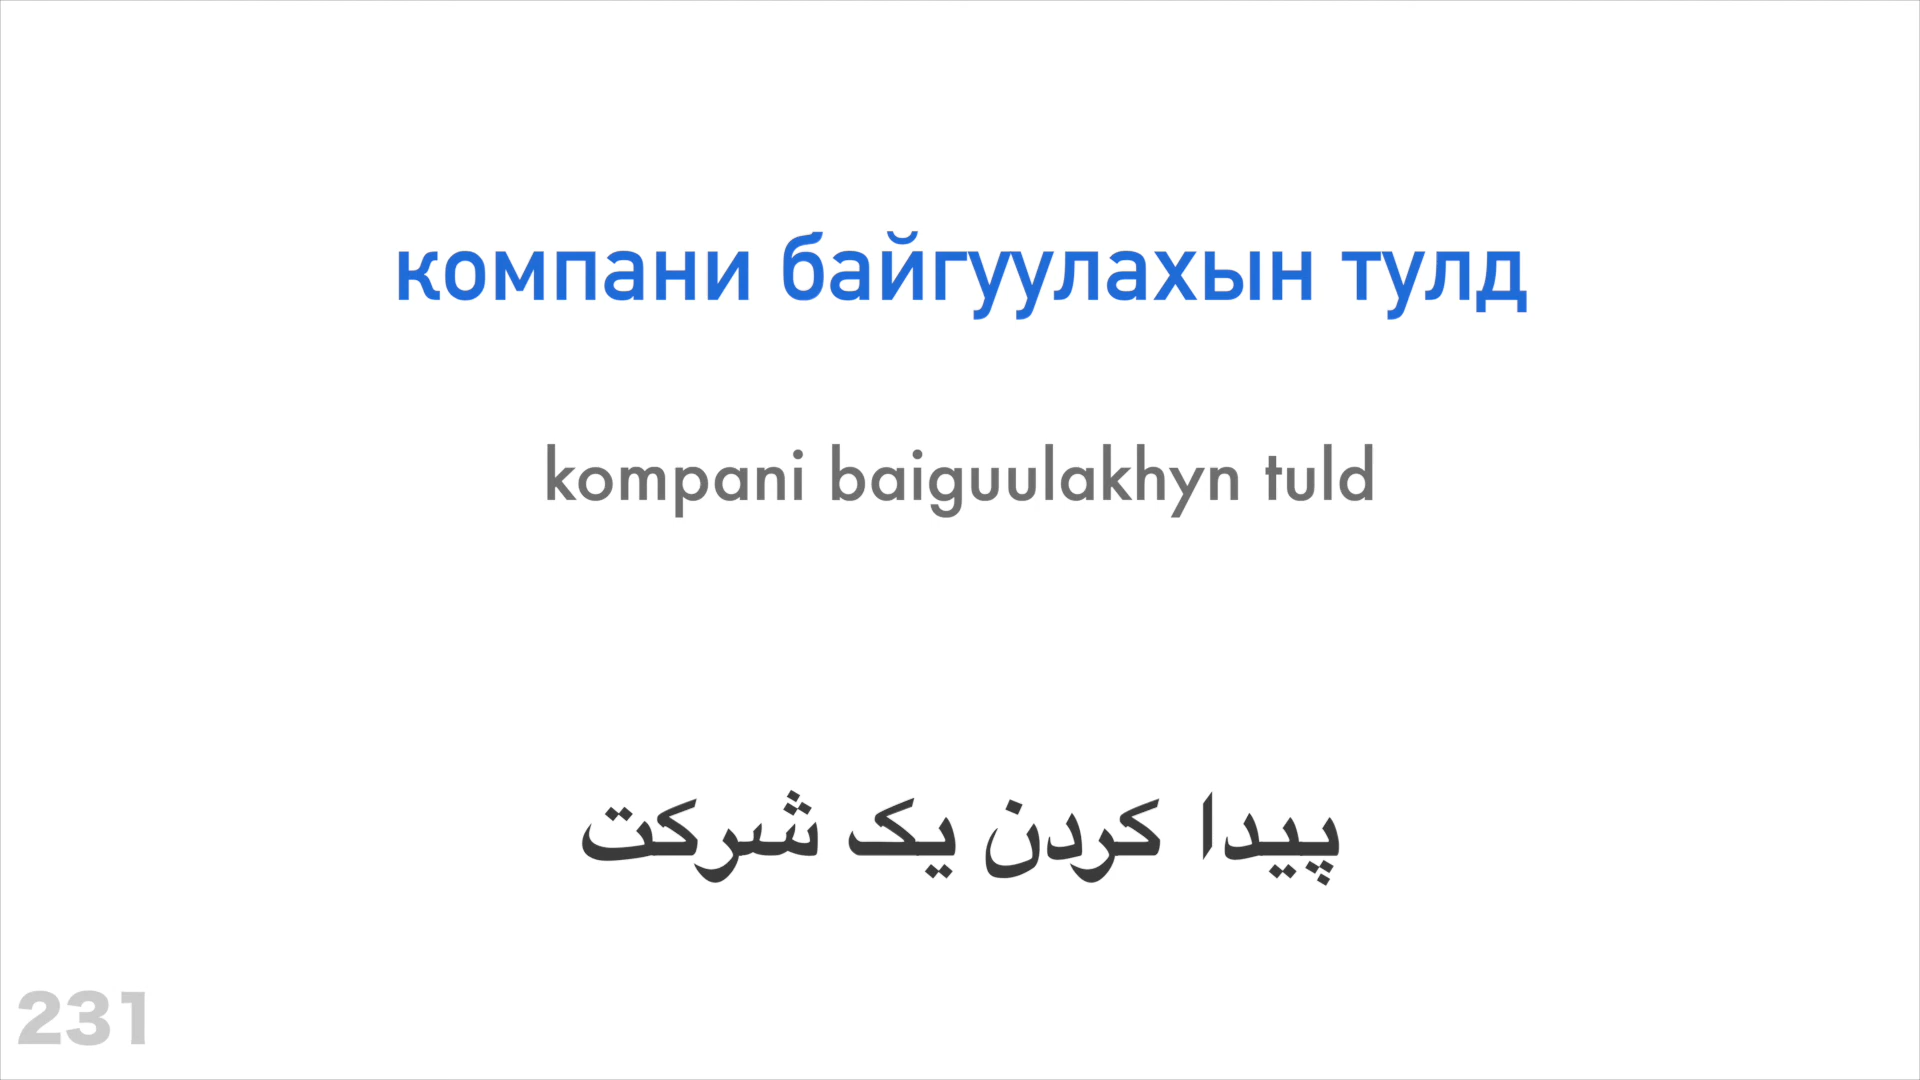 компани байгуулахын тулд
kompani baiguulakhyn tuld
پیدا کردن یک شرکت
231